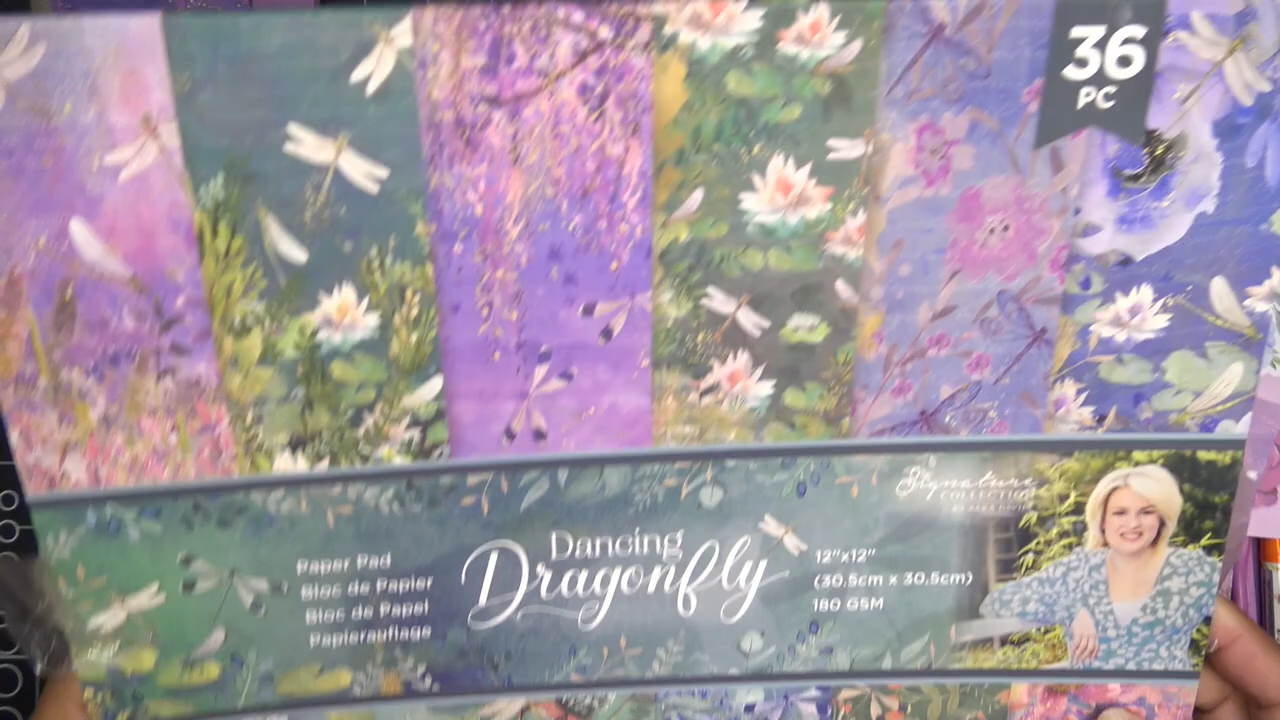 36
PC
Signature
COLLECTION
Paper Pad
Bloc de Papier
Bloc de Papel
Papierauflage
Dancing
Dragonfly
12"x12"
(30.5cm x 30.5cm)
180 GSM